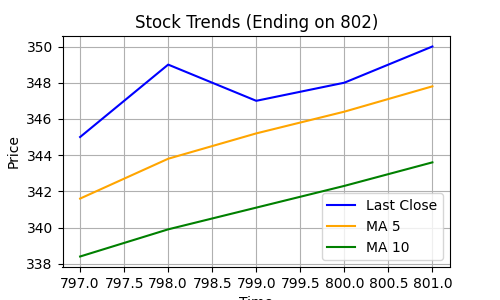 Stock Trends (Ending on 802)
Price
350
348
346
344
342
340
338
Last Close
MA 5
MA 10
797.0 797.5 798.0 798.5 799.0 799.5 800.0 800.5 801.0
Time